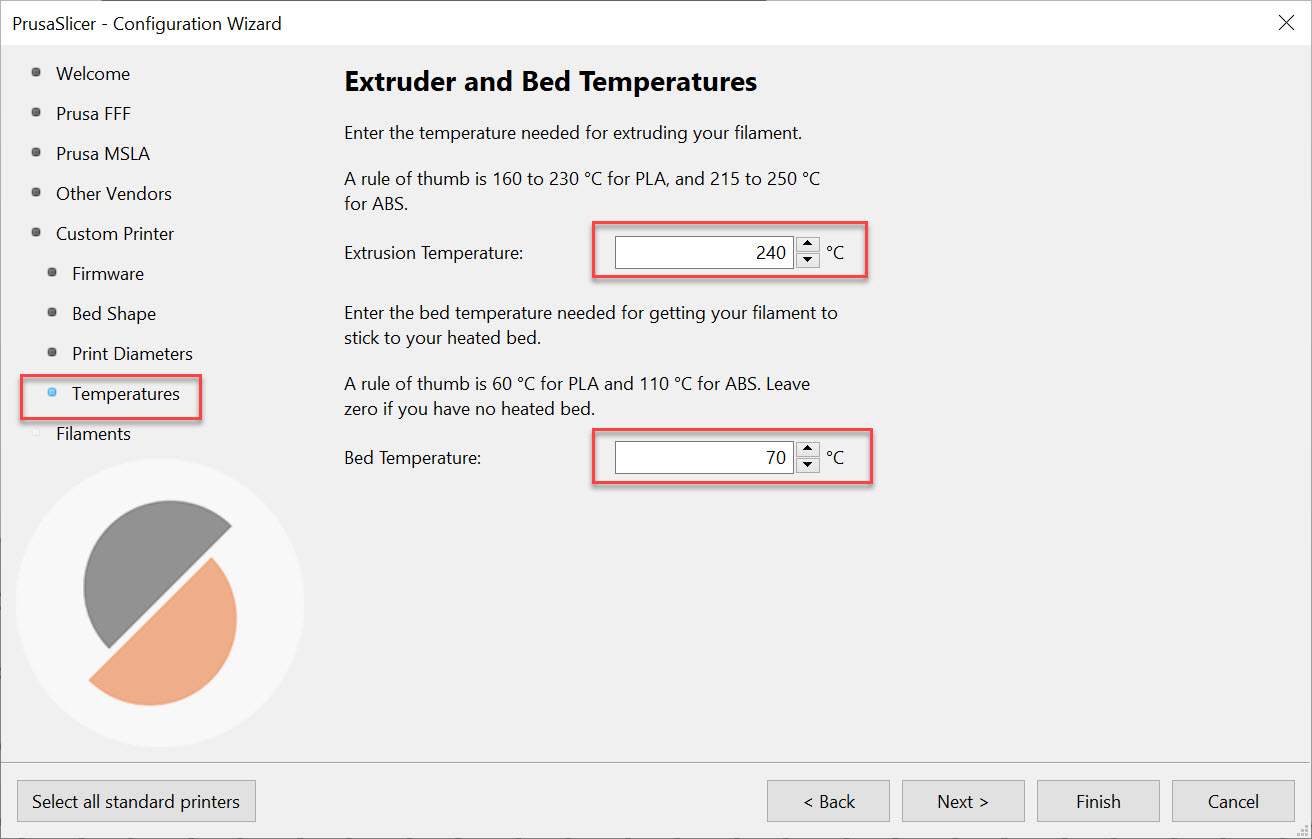 PrusaSlicer - Configuration Wizard
Welcome
Prusa FFF
Prusa MSLA
Other Vendors
Custom Printer
Firmware
Bed Shape
Print Diameters
Temperatures
Filaments
Extruder and Bed Temperatures
Enter the temperature needed for extruding your filament.
A rule of thumb is 160 to 230 °C for PLA, and 215 to 250 °C
for ABS.
Extrusion Temperature: 240 °C
Enter the bed temperature needed for getting your filament to
stick to your heated bed.
A rule of thumb is 60 °C for PLA and 110 °C for ABS. Leave
zero if you have no heated bed.
Bed Temperature: 70 °C
Select all standard printers < Back Next > Finish Cancel